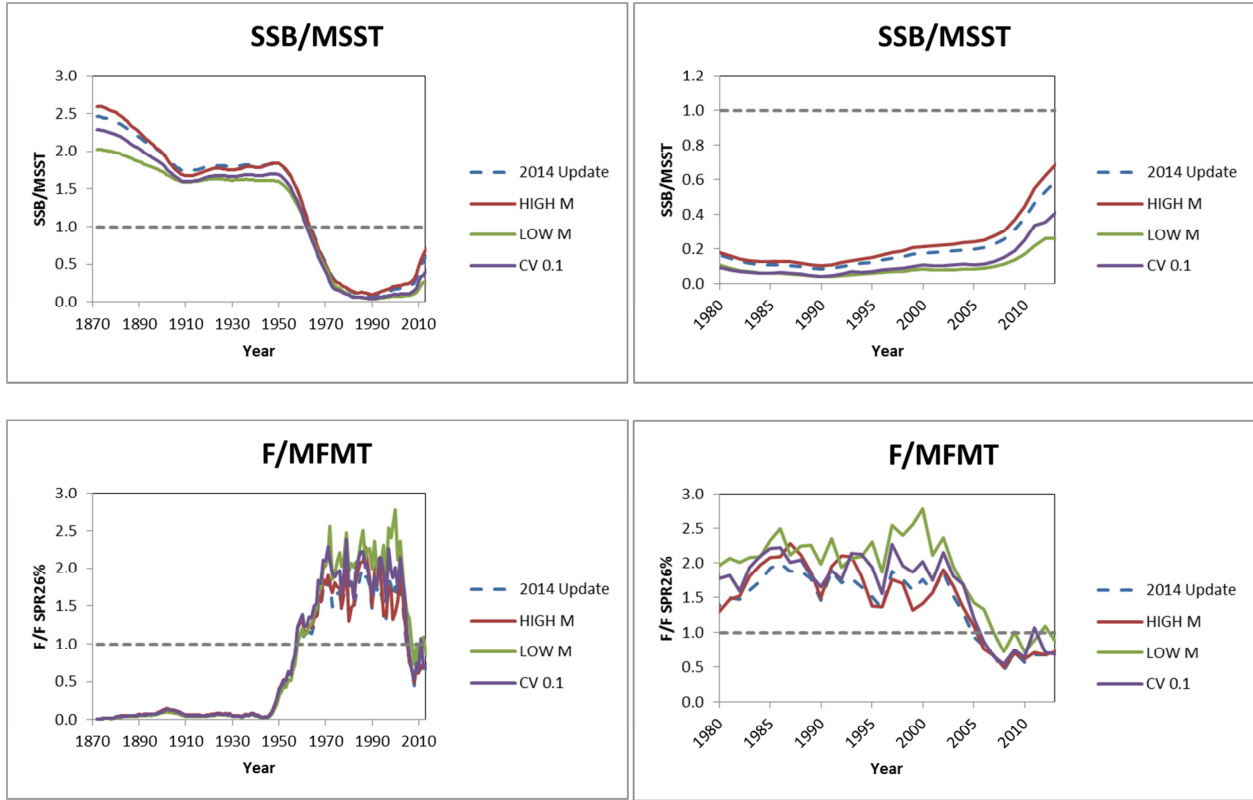 SSB/MSST
3.0
2.5
2.0
1.5
1.0
0.5
0.0
SSB/MSST
1870 1890 1910 1930 1950 1970 1990 2010
Year
2014 Update
HIGH M
LOW M
CV 0.1
SSB/MSST
1.2
1.0
0.8
0.6
0.4
0.2
0.0
SSB/MSST
1980 1985 1990 1995 2000 2005 2010
Year
2014 Update
HIGH M
LOW M
CV 0.1
F/MFMT
3.0
2.5
2.0
1.5
1.0
0.5
0.0
F/F SPR26%
1870 1890 1910 1930 1950 1970 1990 2010
Year
2014 Update
HIGH M
LOW M
CV 0.1
F/MFMT
3.0
2.5
2.0
1.5
1.0
0.5
0.0
F/F SPR26%
1980 1985 1990 1995 2000 2005 2010
Year
2014 Update
HIGH M
LOW M
CV 0.1